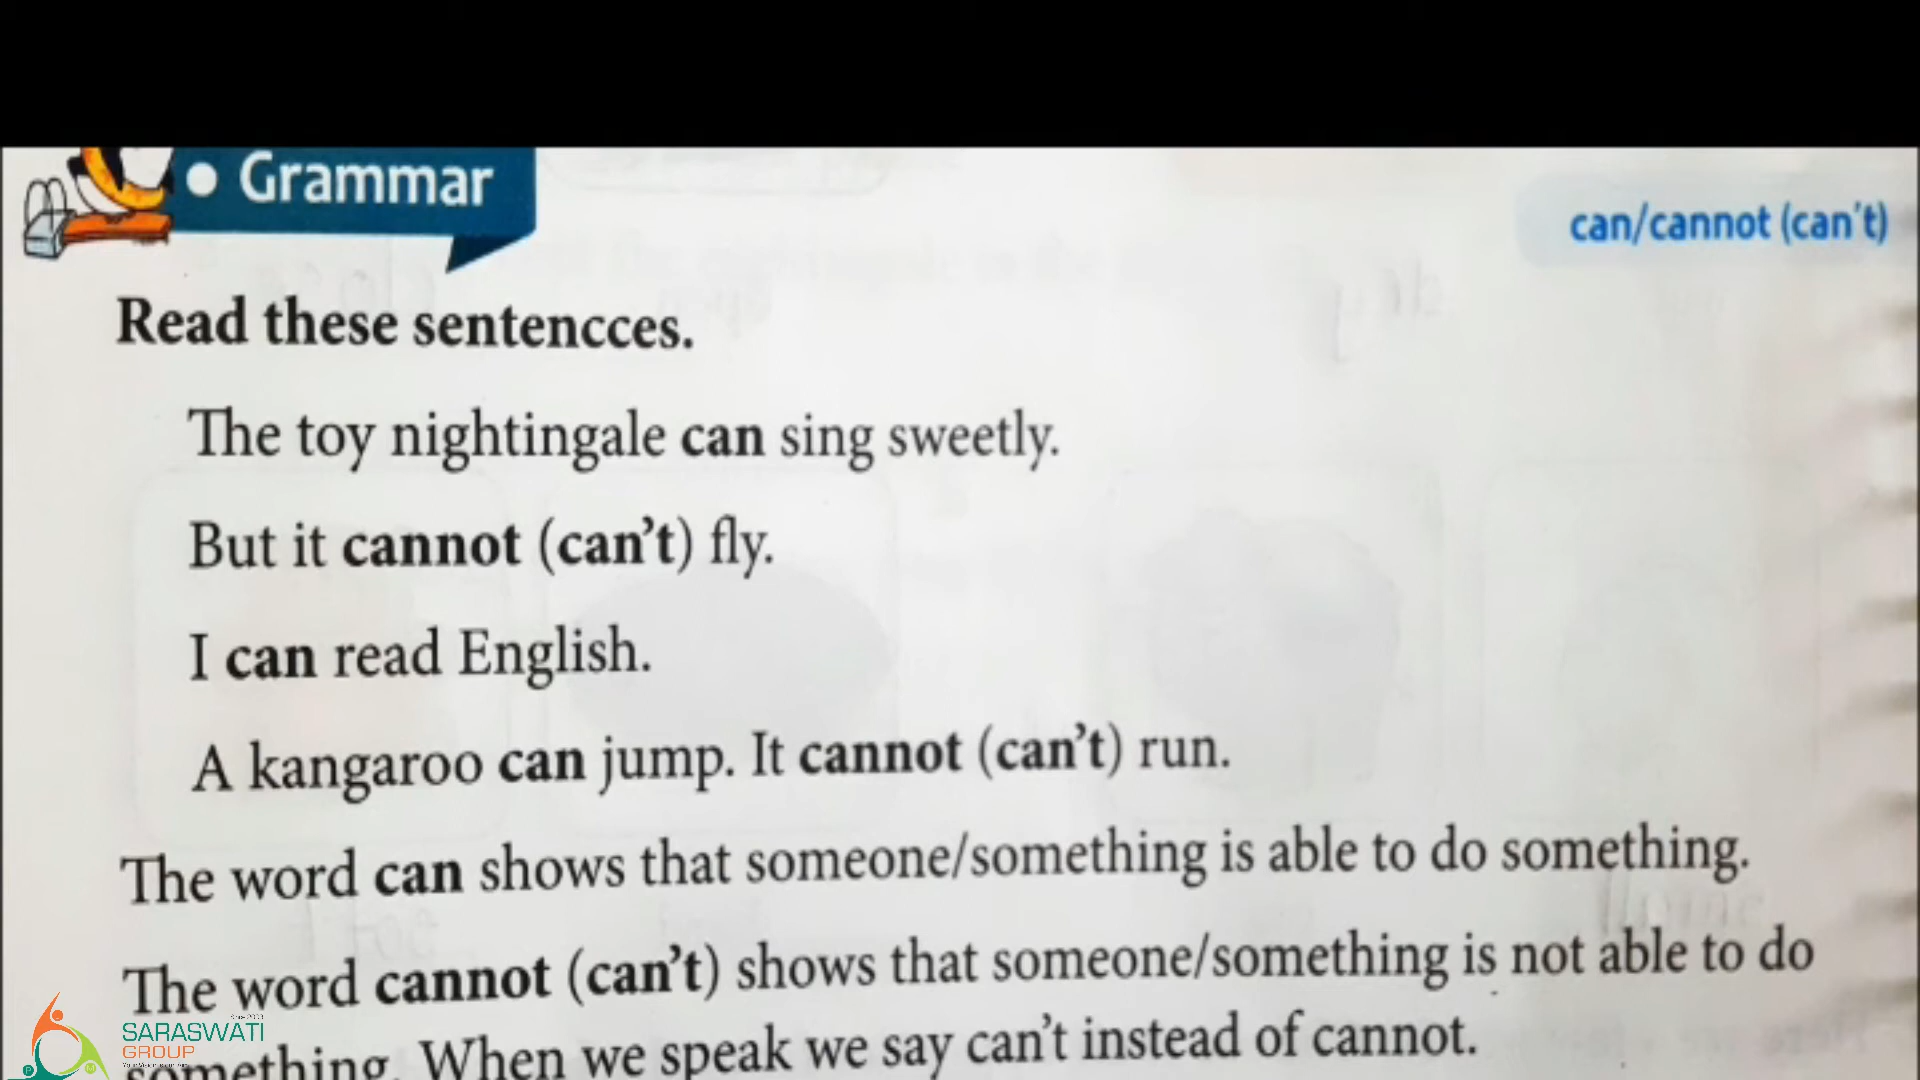 • Grammar
can/cannot (can't)
Read these sentencces.
The toy nightingale can sing sweetly.
But it cannot (can't) fly.
I can read English.
A kangaroo can jump. It cannot (can't) run.
The word can shows that someone/something is able to do something.
The word cannot (can't) shows that someone/something is not able to do
something. When we speak we say can't instead of cannot.
SARASWATI
GROUP